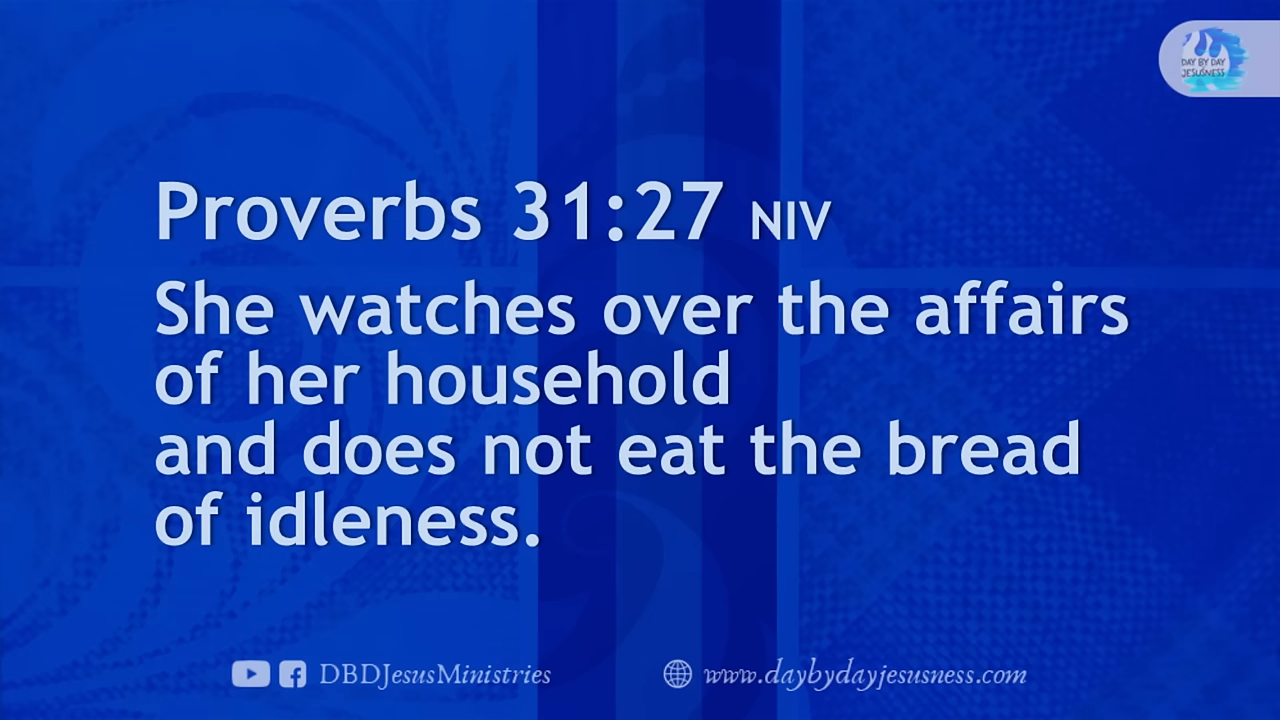 DAY BY DAY
JESUSNESS
Proverbs 31:27 NIV
She watches over the affairs
of her household
and does not eat the bread
of idleness.
DBDJesusMinistries
www.daybydayjesusness.com